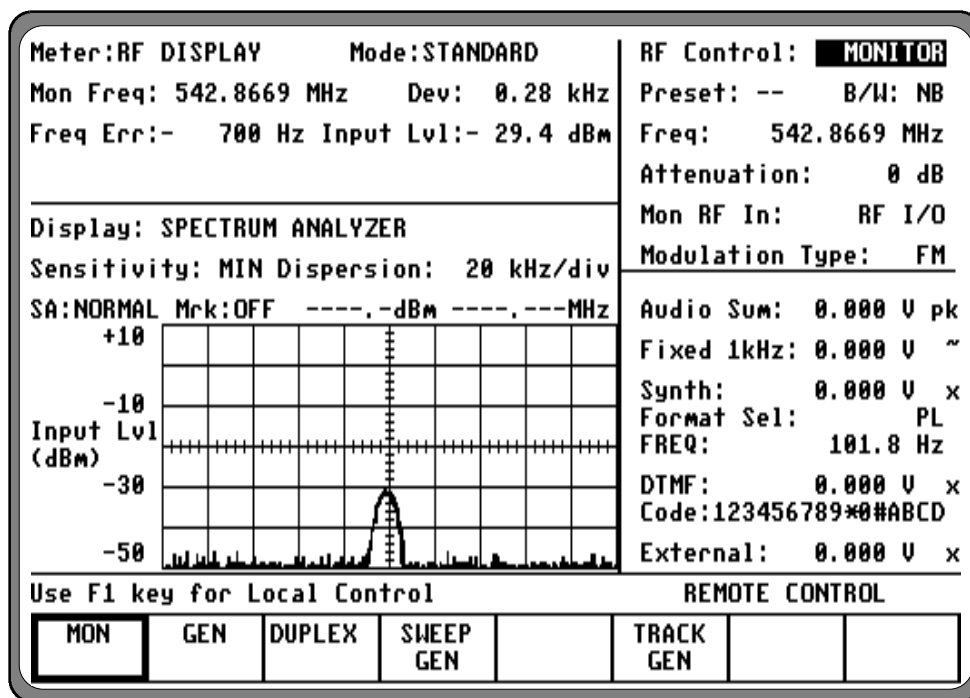 Meter:RF DISPLAY Mode:STANDARD
Mon Freq: 542.8669 MHz Dev: 0.28 kHz
Freq Err:- 700 Hz Input Lvl:- 29.4 dBm
Display: SPECTRUM ANALYZER
Sensitivity: MIN Dispersion: 20 kHz/div
SA:NORMAL Mrk:OFF ----.-dBm ----.---MHz
+10
-10
Input Lvl
(dBm)
-30
-50
RF Control: MONITOR
Preset: -- B/W: NB
Freq: 542.8669 MHz
Attenuation: 0 dB
Mon RF In: RF I/O
Modulation Type: FM
Audio Sum: 0.000 V pk
Fixed 1kHz: 0.000 V ~
Synth: 0.000 V x
Format Sel: PL
FREQ: 101.8 Hz
DTMF: 0.000 V x
Code:123456789*0#ABCD
External: 0.000 V x
Use F1 key for Local Control REMOTE CONTROL
MON GEN DUPLEX SWEEP GEN TRACK GEN